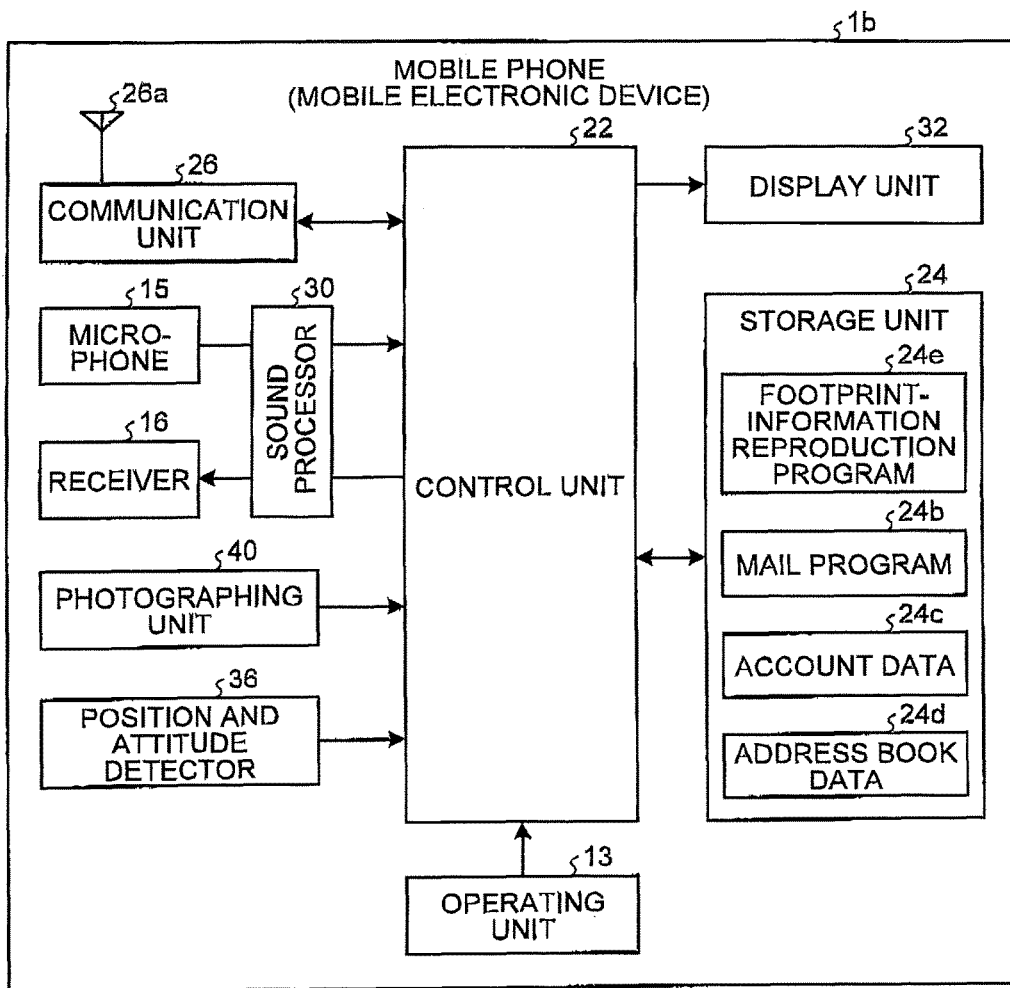 1b
MOBILE PHONE
(MOBILE ELECTRONIC DEVICE)
26a
26
COMMUNICATION
UNIT
15
MICRO-
PHONE
30
SOUND
PROCESSOR
16
RECEIVER
40
PHOTOGRAPHING
UNIT
36
POSITION AND
ATTITUDE
DETECTOR
22
CONTROL UNIT
13
OPERATING
UNIT
32
DISPLAY UNIT
24
STORAGE UNIT
24e
FOOTPRINT-
INFORMATION
REPRODUCTION
PROGRAM
24b
MAIL PROGRAM
24c
ACCOUNT DATA
24d
ADDRESS BOOK
DATA